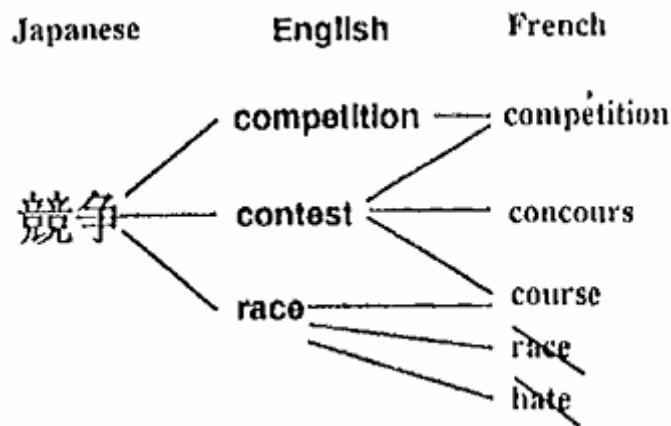 Japanese English French
competition compétition
競争 contest concours
race course
race
hate